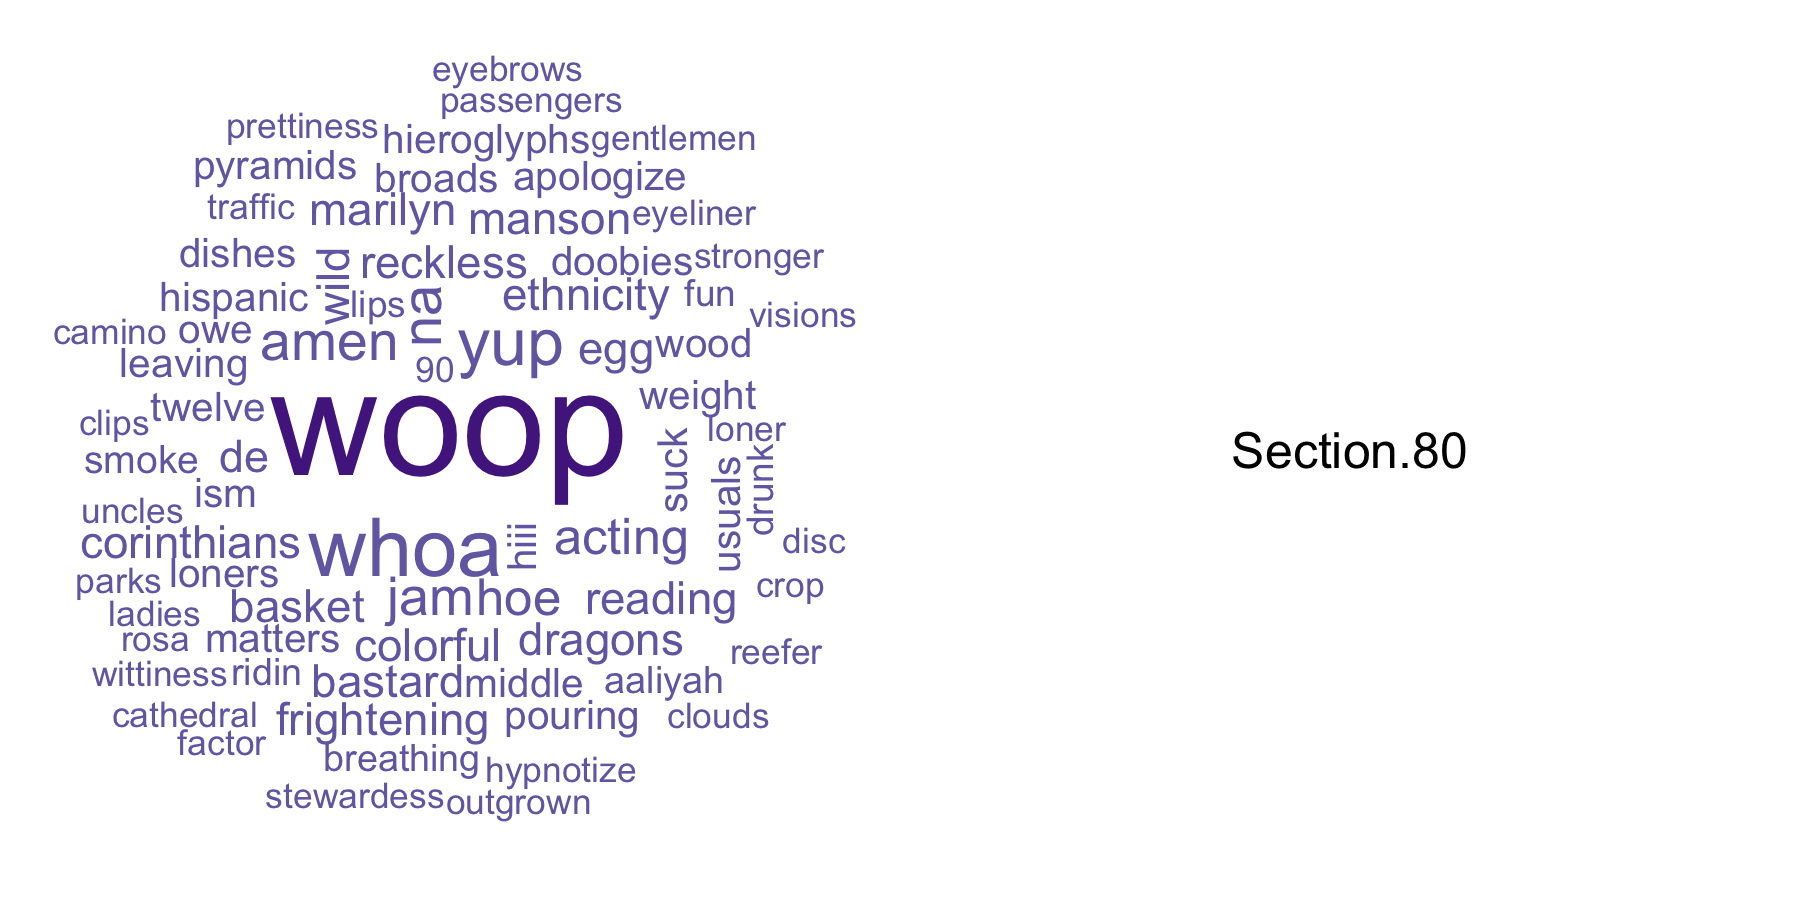 eyebrows
passengers
prettiness hieroglyphs gentlemen
pyramids broads apologize
traffic marilyn manson eyeliner
dishes wild reckless doobies stronger
hispanic lips na ethnicity fun visions
camino owe amen yup egg wood
leaving 90
clips twelve woop weight loner
smoke de suck usuals drunk
ism
uncles
corinthians whoa hiii acting disc
parks loners jam hoe reading crop
ladies basket
rosa matters colorful dragons reefer
wittiness ridin bastard middle aaliyah
cathedral frightening pouring clouds
factor breathing hypnotize
stewardess outgrown
Section.80